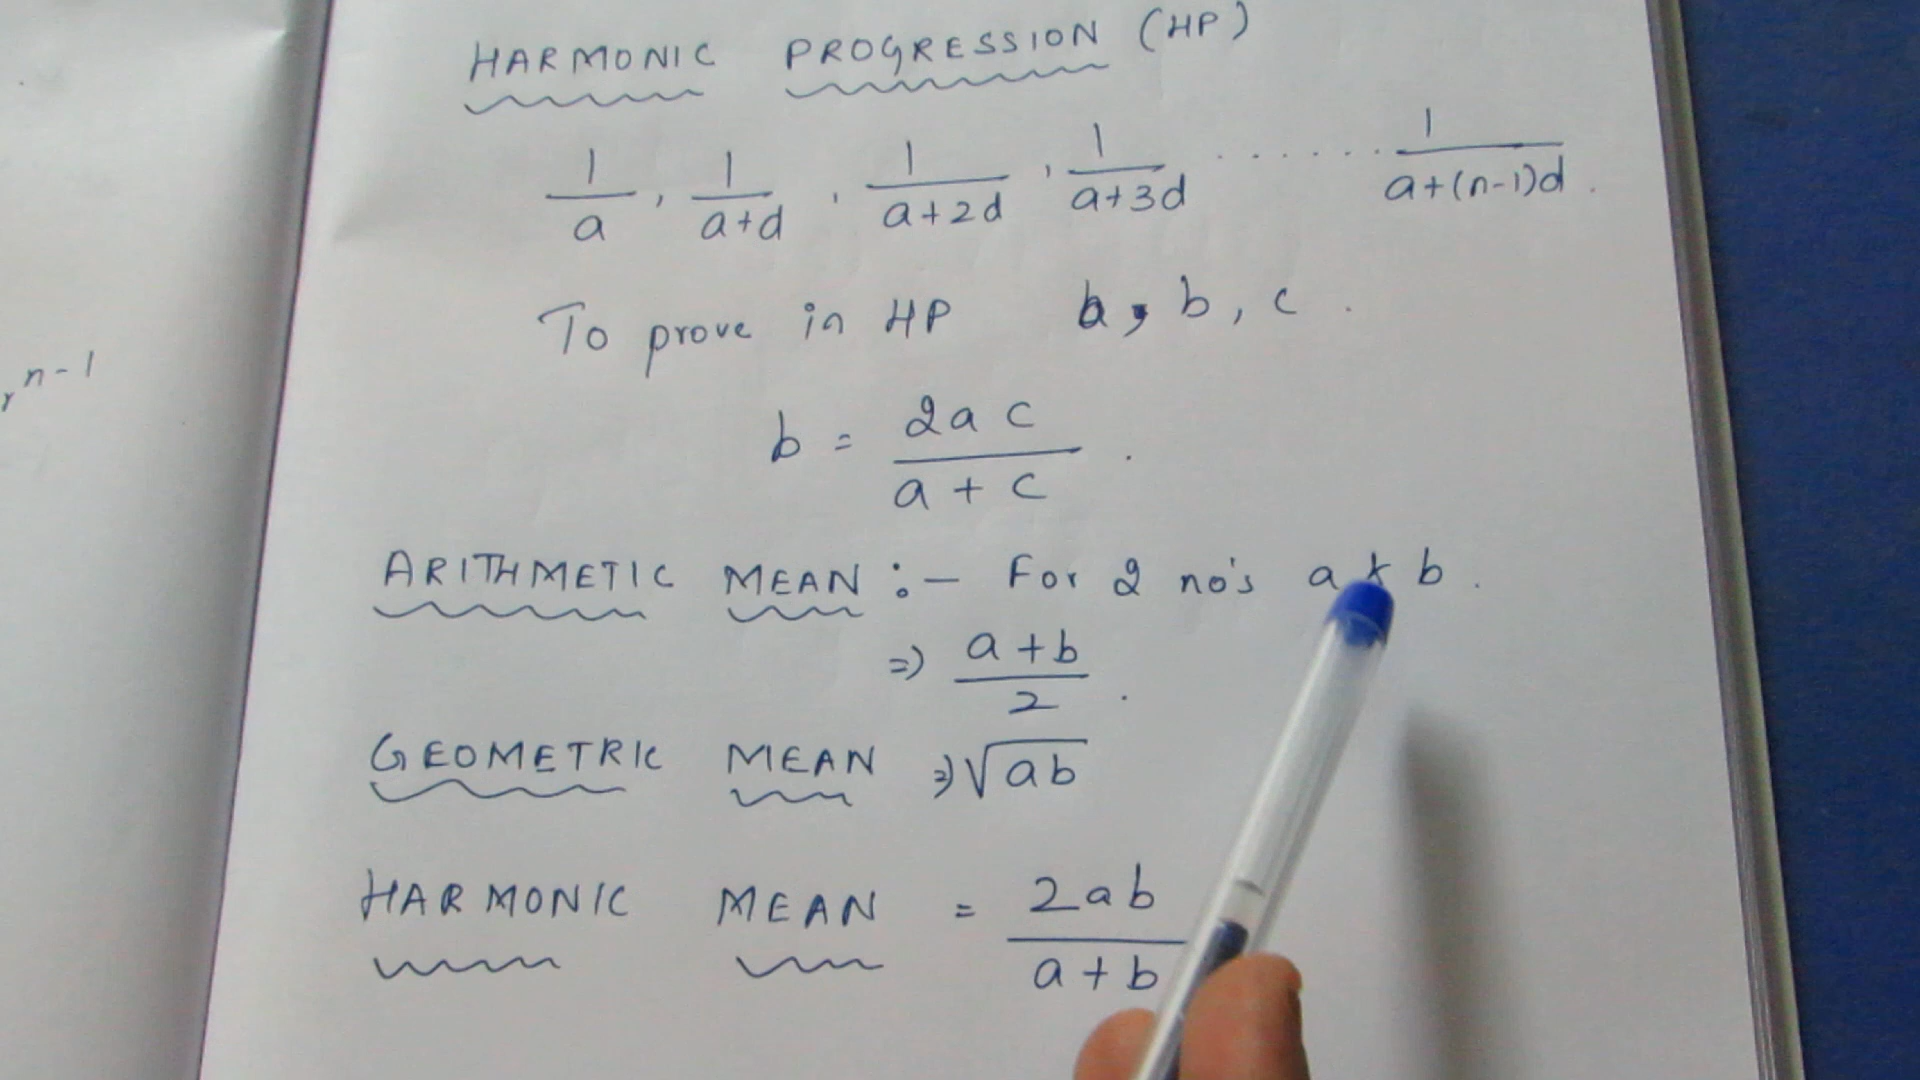 HARMONIC PROGRESSION (HP)
1/a , 1/a+d , 1/a+2d , 1/a+3d ....... 1/a+(n-1)d .
To prove in HP a, b, c .
b = 2ac/a+c .
ARITHMETIC MEAN :- For 2 no's a & b .
=> a+b/2 .
GEOMETRIC MEAN => √ab
HARMONIC MEAN = 2ab/a+b
r^n-1